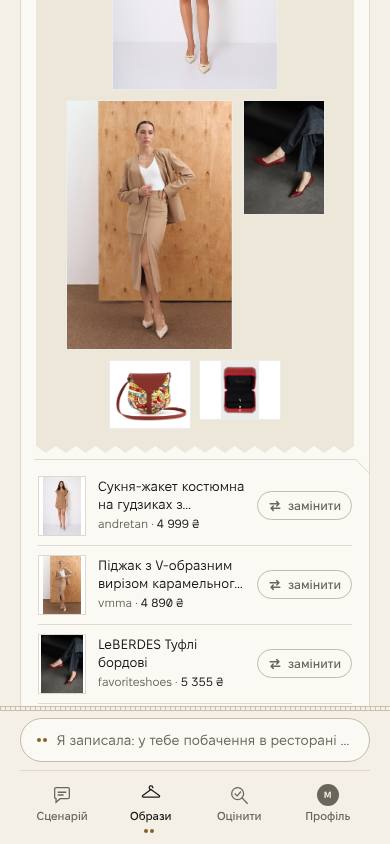 Сукня-жакет костюмна
на гудзиках з...
andretan · 4 999 ₴
замінити
Піджак з V-образним
вирізом карамельног...
vmma · 4 890 ₴
замінити
LeBERDES Туфлі
бордові
favoriteshoes · 5 355 ₴
замінити
Я записала: у тебе побачення в ресторані ...
Сценарій
Образи
Оцінити
М
Профіль